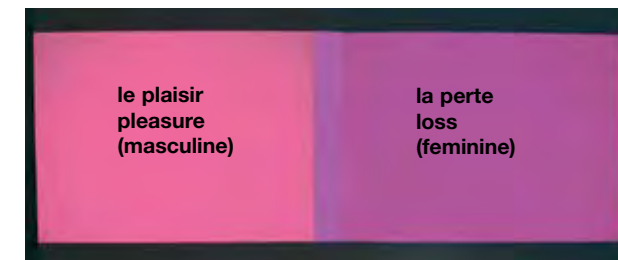 le plaisir
pleasure
(masculine)
la perte
loss
(feminine)